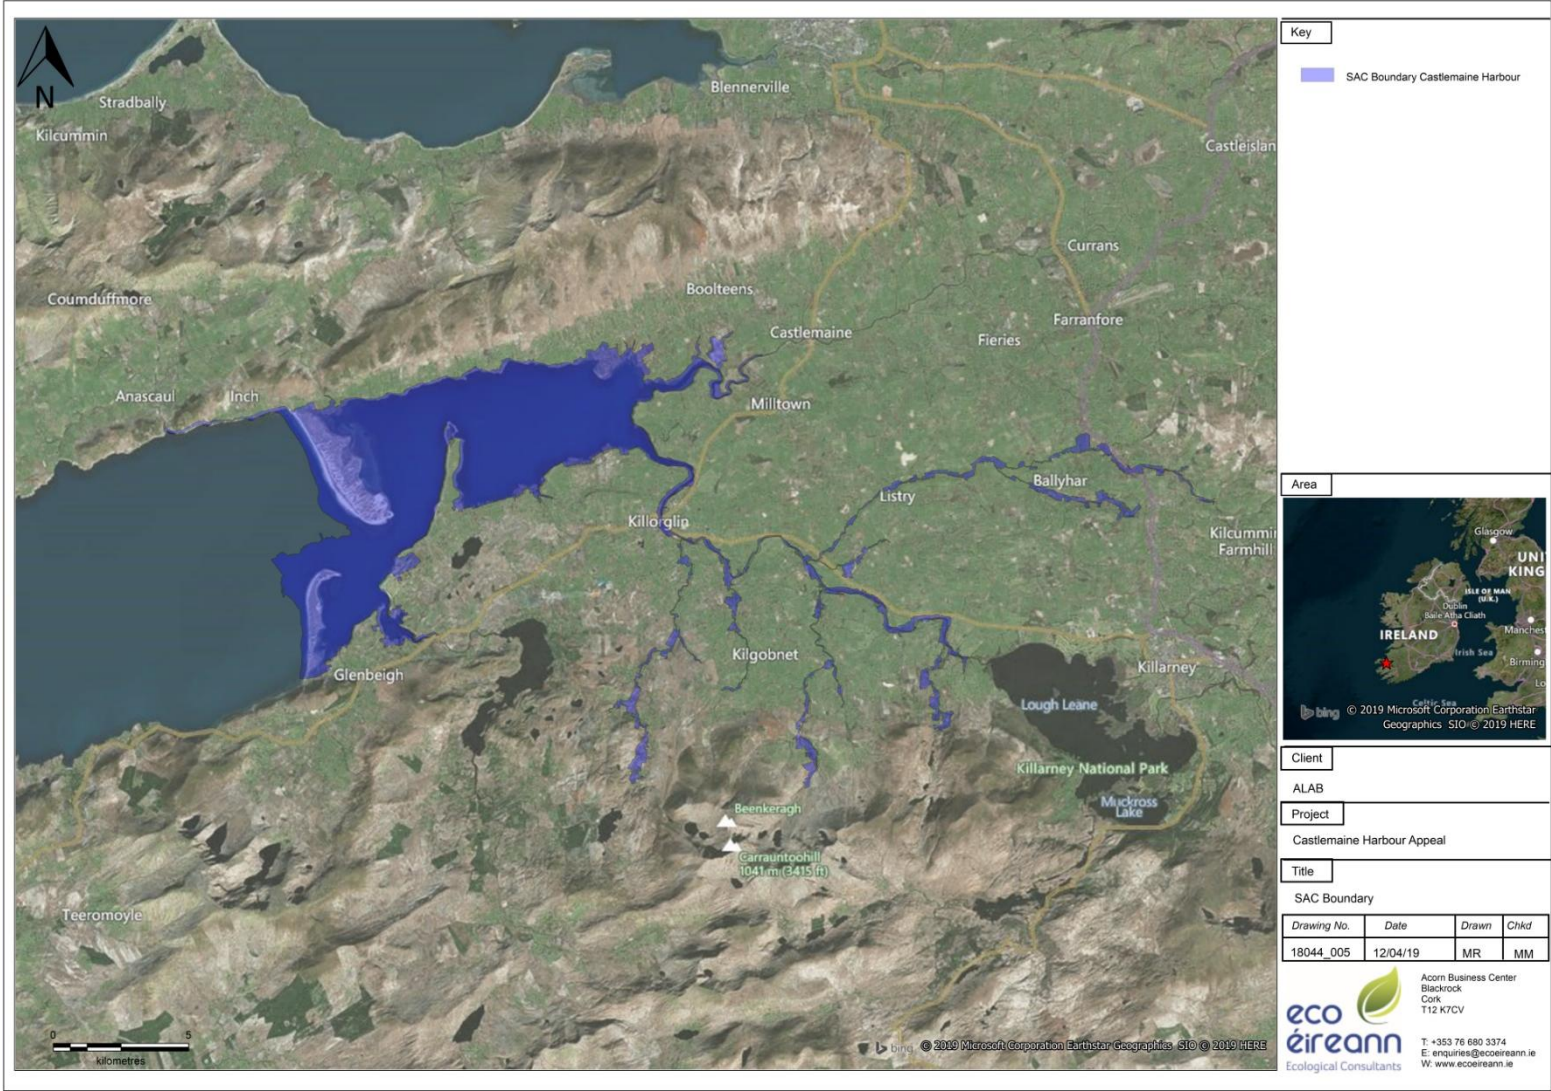 N
Stradbally
Kilcummin
Blennerville
Castleislan
Currans
Coumduffmore
Boolteens
Castlemaine
Farranfore
Fieries
Anascaul
Inch
Milltown
Listry
Ballyhar
Killorglin
Kilcummin
Farmhill
Kilgobnet
Glenbeigh
Killarney
Lough Leane
Killarney National Park
Muckross
Lake
Beenkeragh
Carrauntoohill
1041 m (3415 ft)
Teeromoyle
0 5
kilometres
bing © 2019 Microsoft Corporation Earthstar Geographics SIO © 2019 HERE
Key
SAC Boundary Castlemaine Harbour
Area
Glasgow
UNI
KING
ISLE OF MAN
(U.K.)
Dublin
Baile Átha Cliath
IRELAND
Manchest
Irish Sea
Birming
Lo
Celtic Sea
bing © 2019 Microsoft Corporation Earthstar
Geographics SIO © 2019 HERE
Client
ALAB
Project
Castlemaine Harbour Appeal
Title
SAC Boundary
Drawing No. Date Drawn Chkd
18044_005 12/04/19 MR MM
eco
éireann
Ecological Consultants
Acorn Business Center
Blackrock
Cork
T12 K7CV
T: +353 76 680 3374
E: enquiries@ecoeireann.ie
W: www.ecoeireann.ie